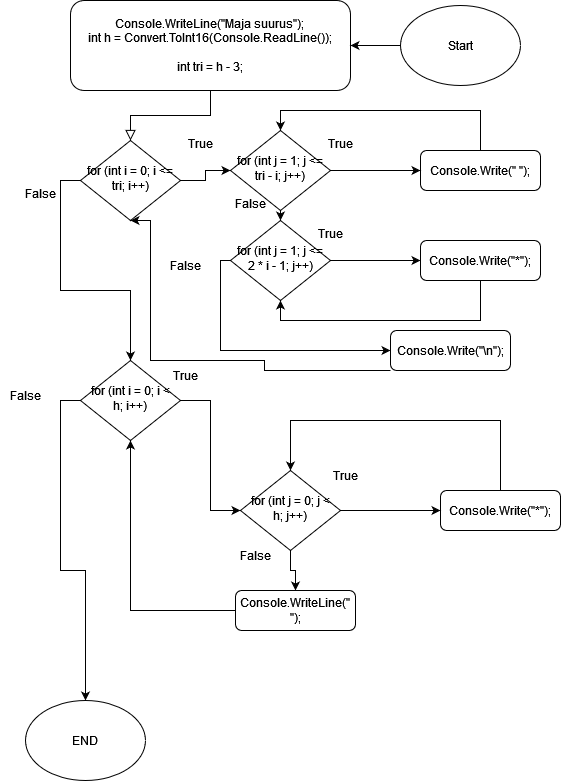 Console.WriteLine("Maja suurus");
int h = Convert.ToInt16(Console.ReadLine());
int tri = h - 3;
Start
True
True
for (int i = 0; i <=
tri; i++)
for (int j = 1; j <=
tri - i; j++)
Console.Write(" ");
False
False
True
for (int j = 1; j <=
2 * i - 1; j++)
Console.Write("*");
False
Console.Write("\n");
True
False
for (int i = 0; i <
h; i++)
True
for (int j = 0; j <
h; j++)
Console.Write("*");
False
Console.WriteLine("
");
END